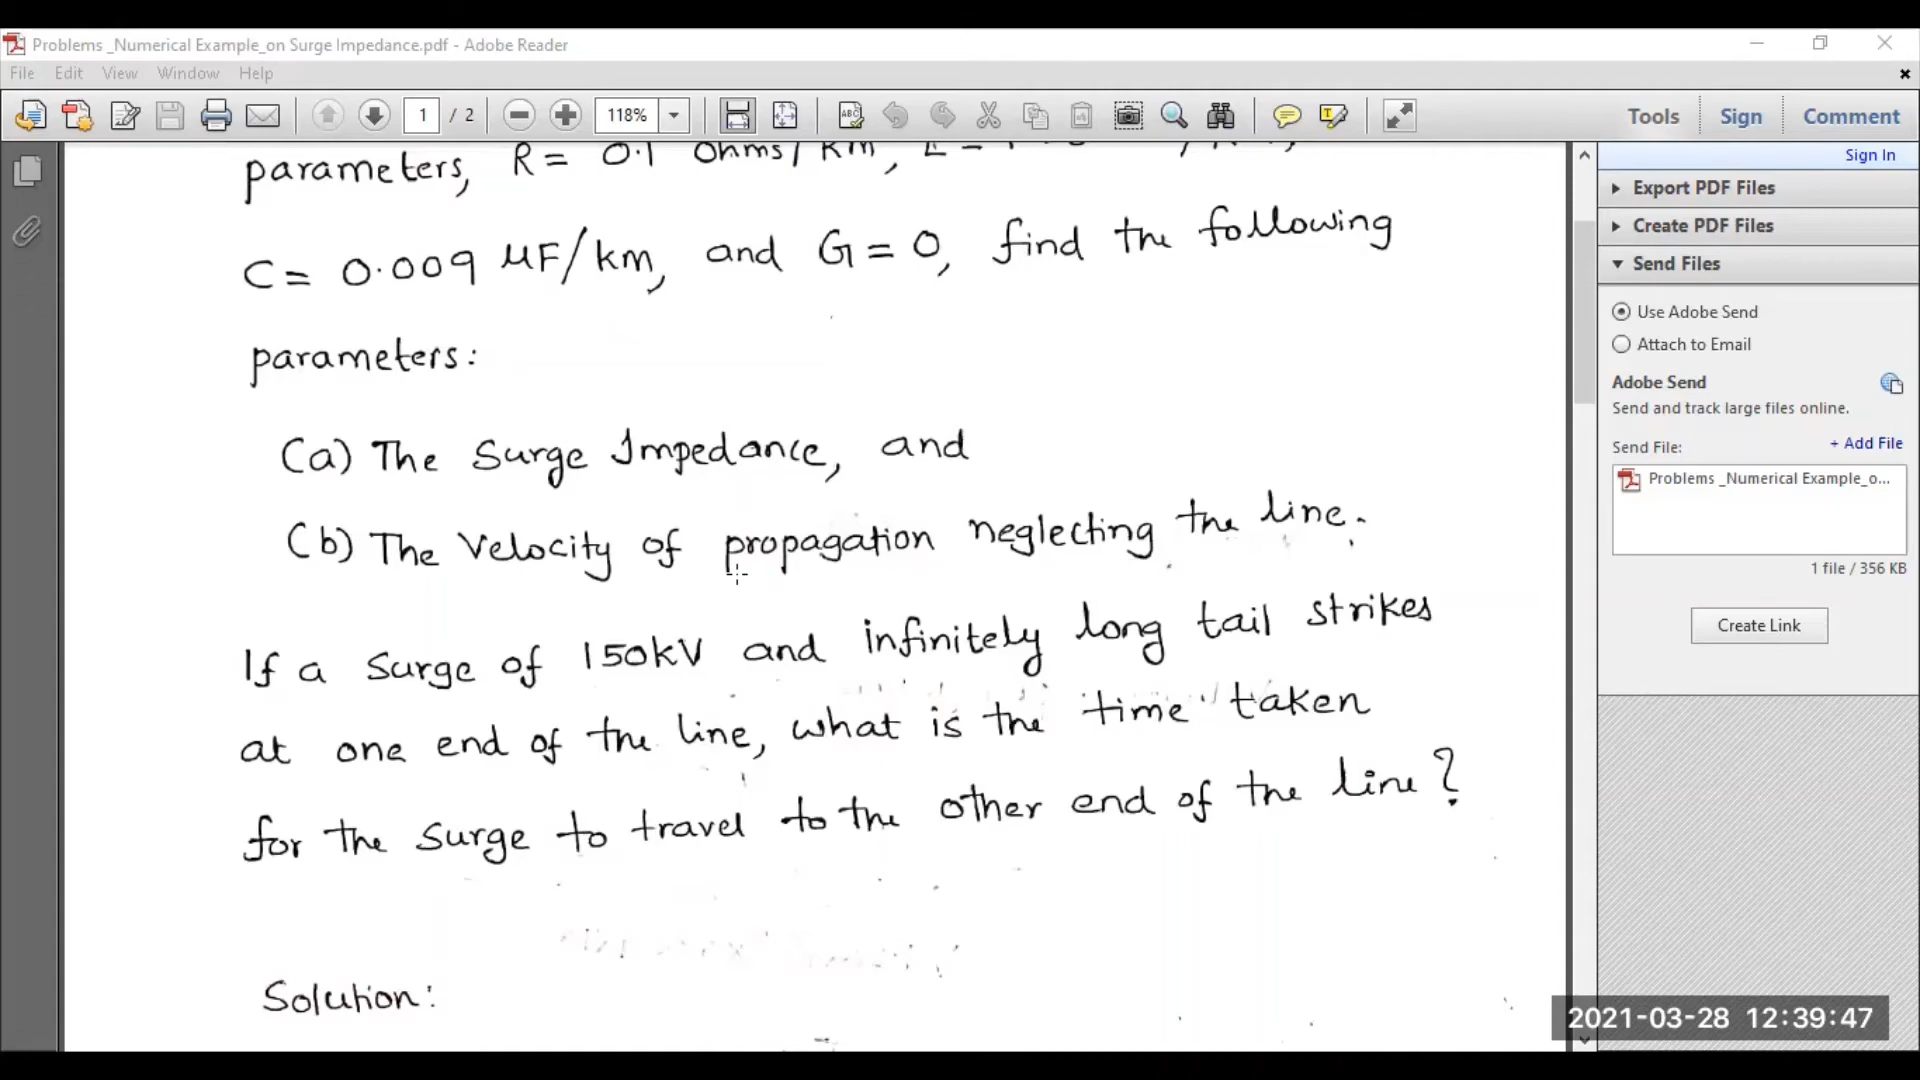 Problems _Numerical Example_on Surge Impedance.pdf - Adobe Reader
File Edit View Window Help
1 / 2 118% Tools Sign Comment
Sign In
Export PDF Files
Create PDF Files
Send Files
Use Adobe Send
Attach to Email
Adobe Send
Send and track large files online.
Send File: + Add File
Problems _Numerical Example_o...
1 file / 356 KB
Create Link
parameters, R = 0.1 Ohms/km, L =
C = 0.009 μF/km, and G = 0, find the following
parameters:
(a) The Surge Impedance, and
(b) The Velocity of propagation neglecting the line.
If a Surge of 150kV and infinitely long tail strikes
at one end of the line, what is the time taken
for the Surge to travel to the other end of the line?
Solution:
2021-03-28 12:39:47